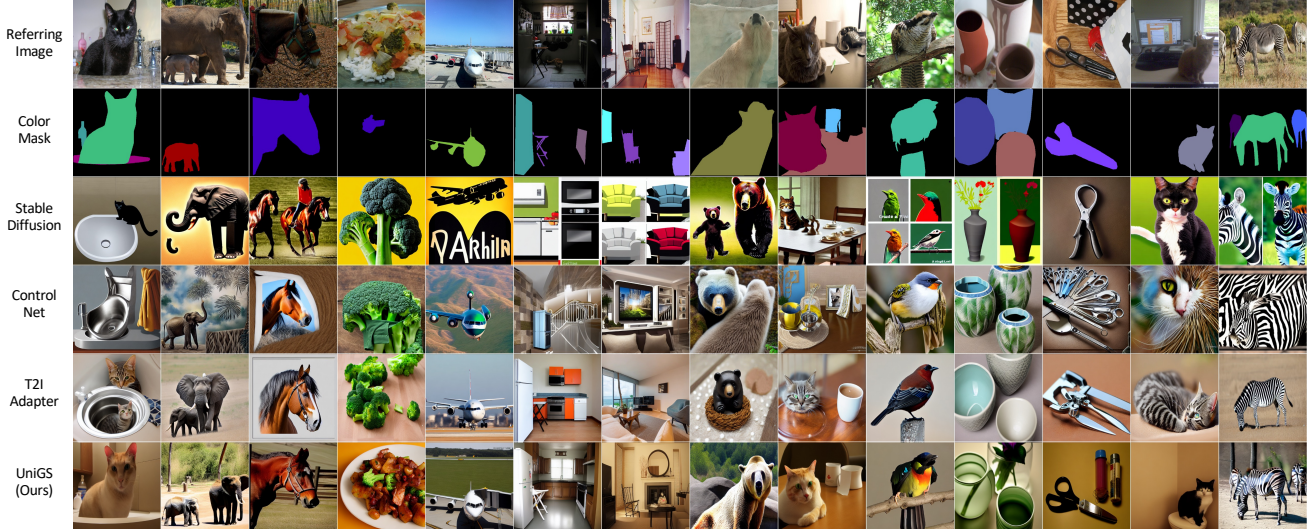 Referring
Image
Color
Mask
Stable
Diffusion
Control
Net
T2I
Adapter
UniGS
(Ours)